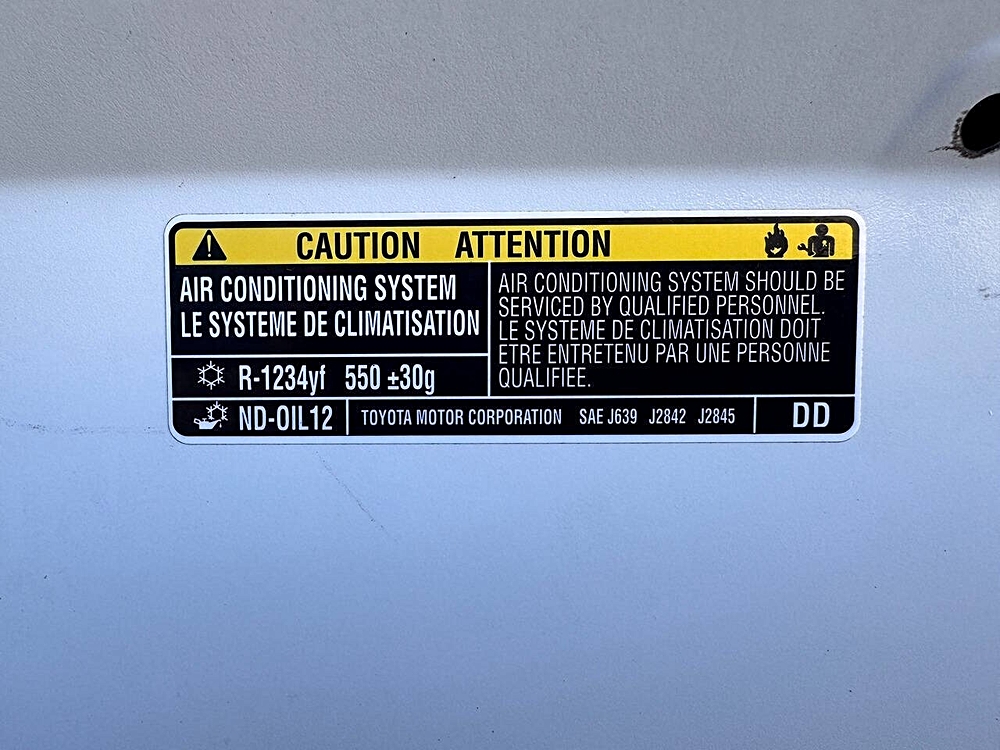 CAUTION ATTENTION
AIR CONDITIONING SYSTEM
LE SYSTEME DE CLIMATISATION
R-1234yf 550 ±30g
AIR CONDITIONING SYSTEM SHOULD BE
SERVICED BY QUALIFIED PERSONNEL.
LE SYSTEME DE CLIMATISATION DOIT
ETRE ENTRETENU PAR UNE PERSONNE
QUALIFIEE.
ND-OIL12 TOYOTA MOTOR CORPORATION SAE J639 J2842 J2845 DD